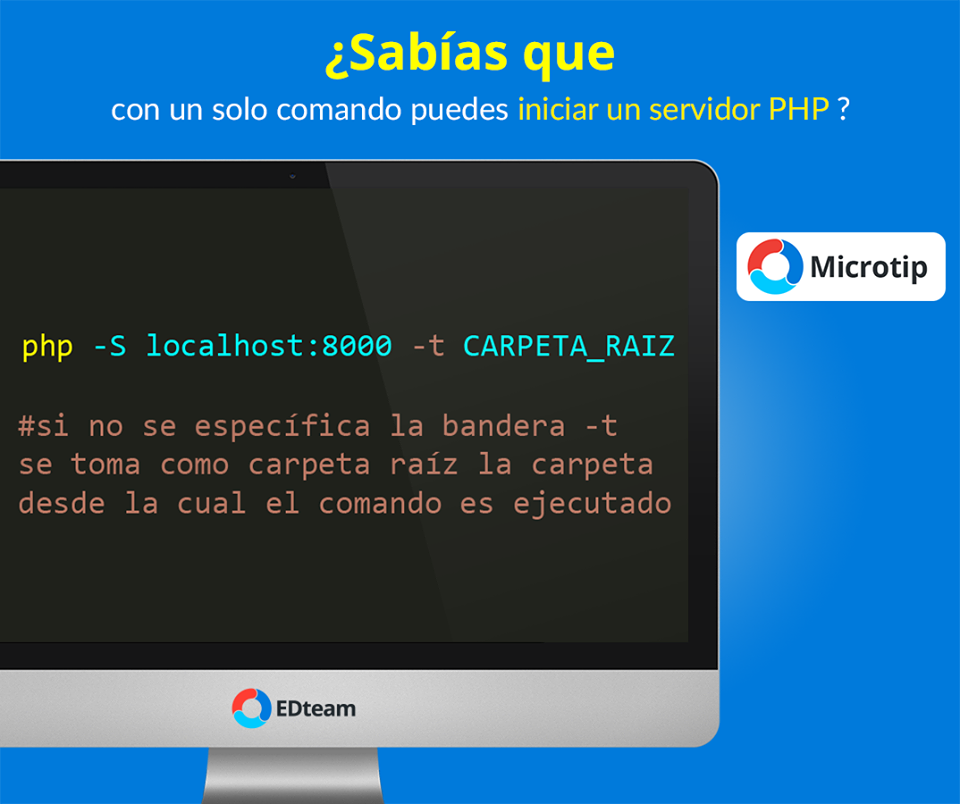 ¿Sabías que
con un solo comando puedes iniciar un servidor PHP ?
Microtip
php -S localhost:8000 -t CARPETA_RAIZ
#si no se específica la bandera -t
se toma como carpeta raíz la carpeta
desde la cual el comando es ejecutado
EDteam